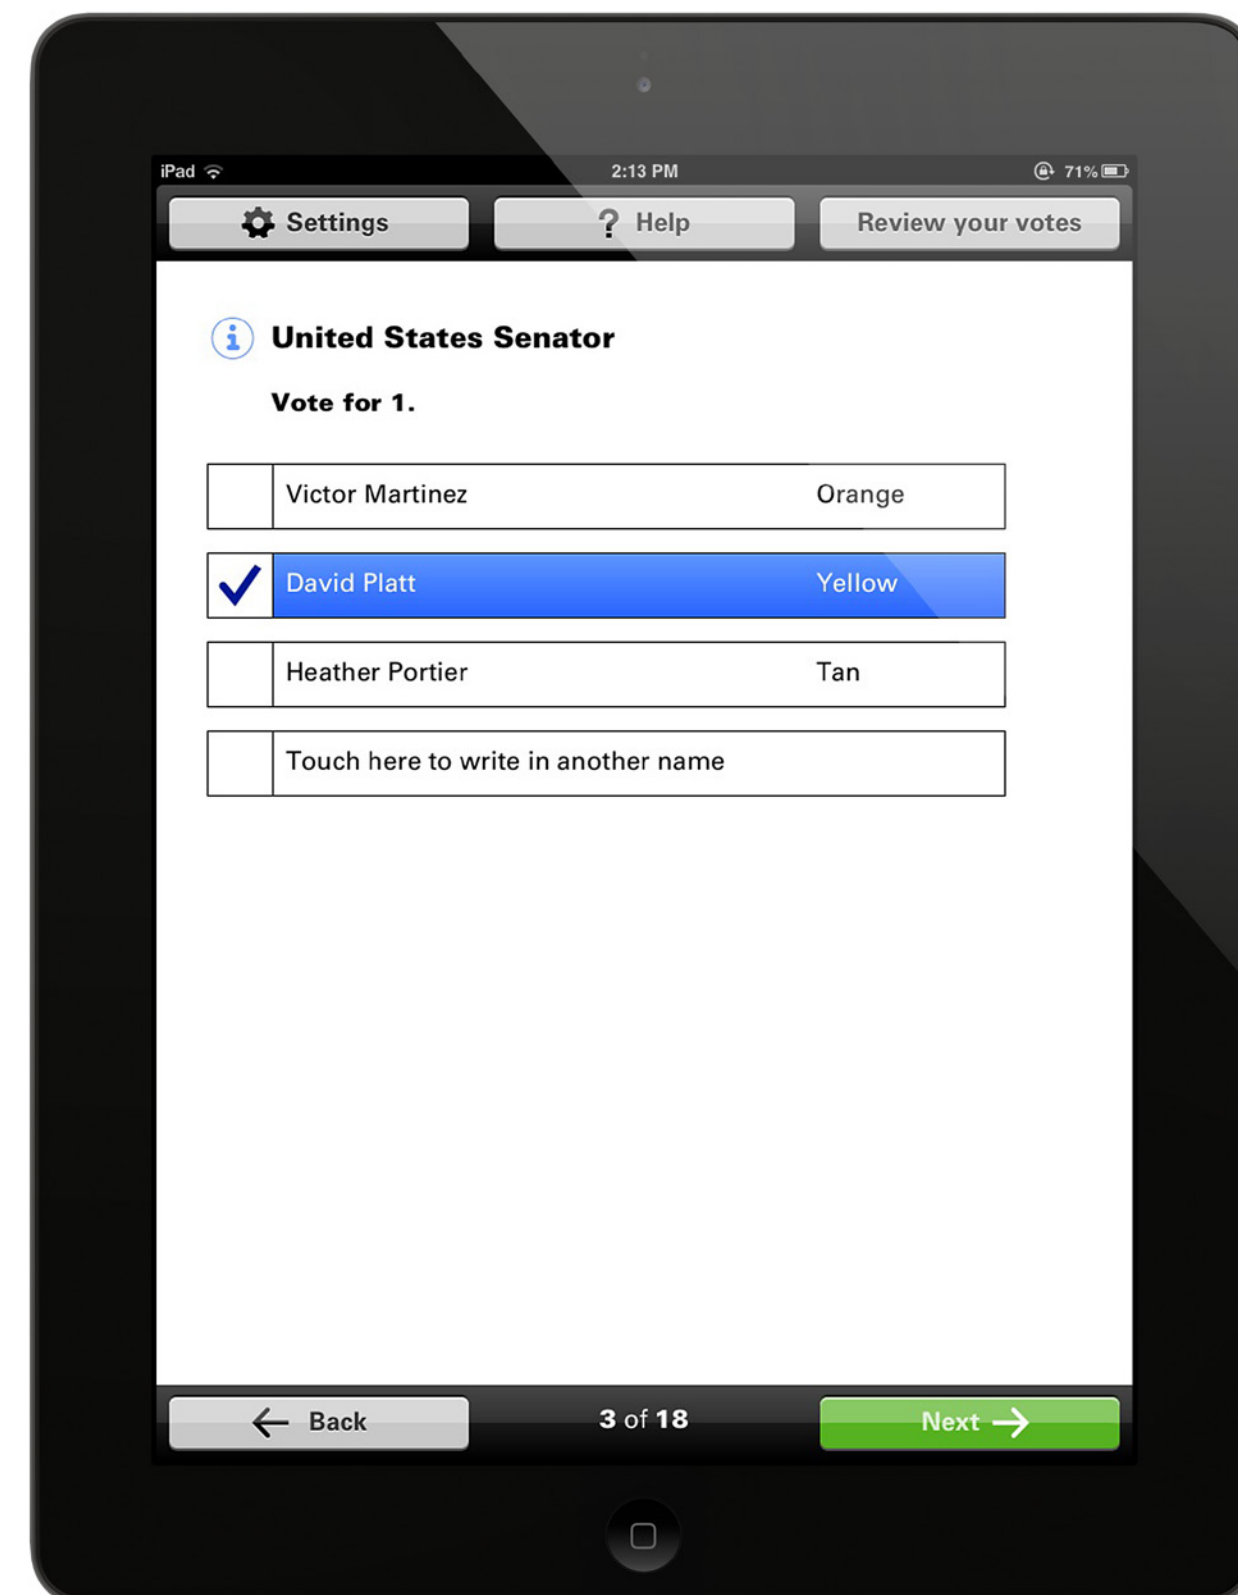 iPad 2:13 PM 71%
Settings ? Help Review your votes
i United States Senator
Vote for 1.
Victor Martinez Orange
David Platt Yellow
Heather Portier Tan
Touch here to write in another name
Back 3 of 18 Next